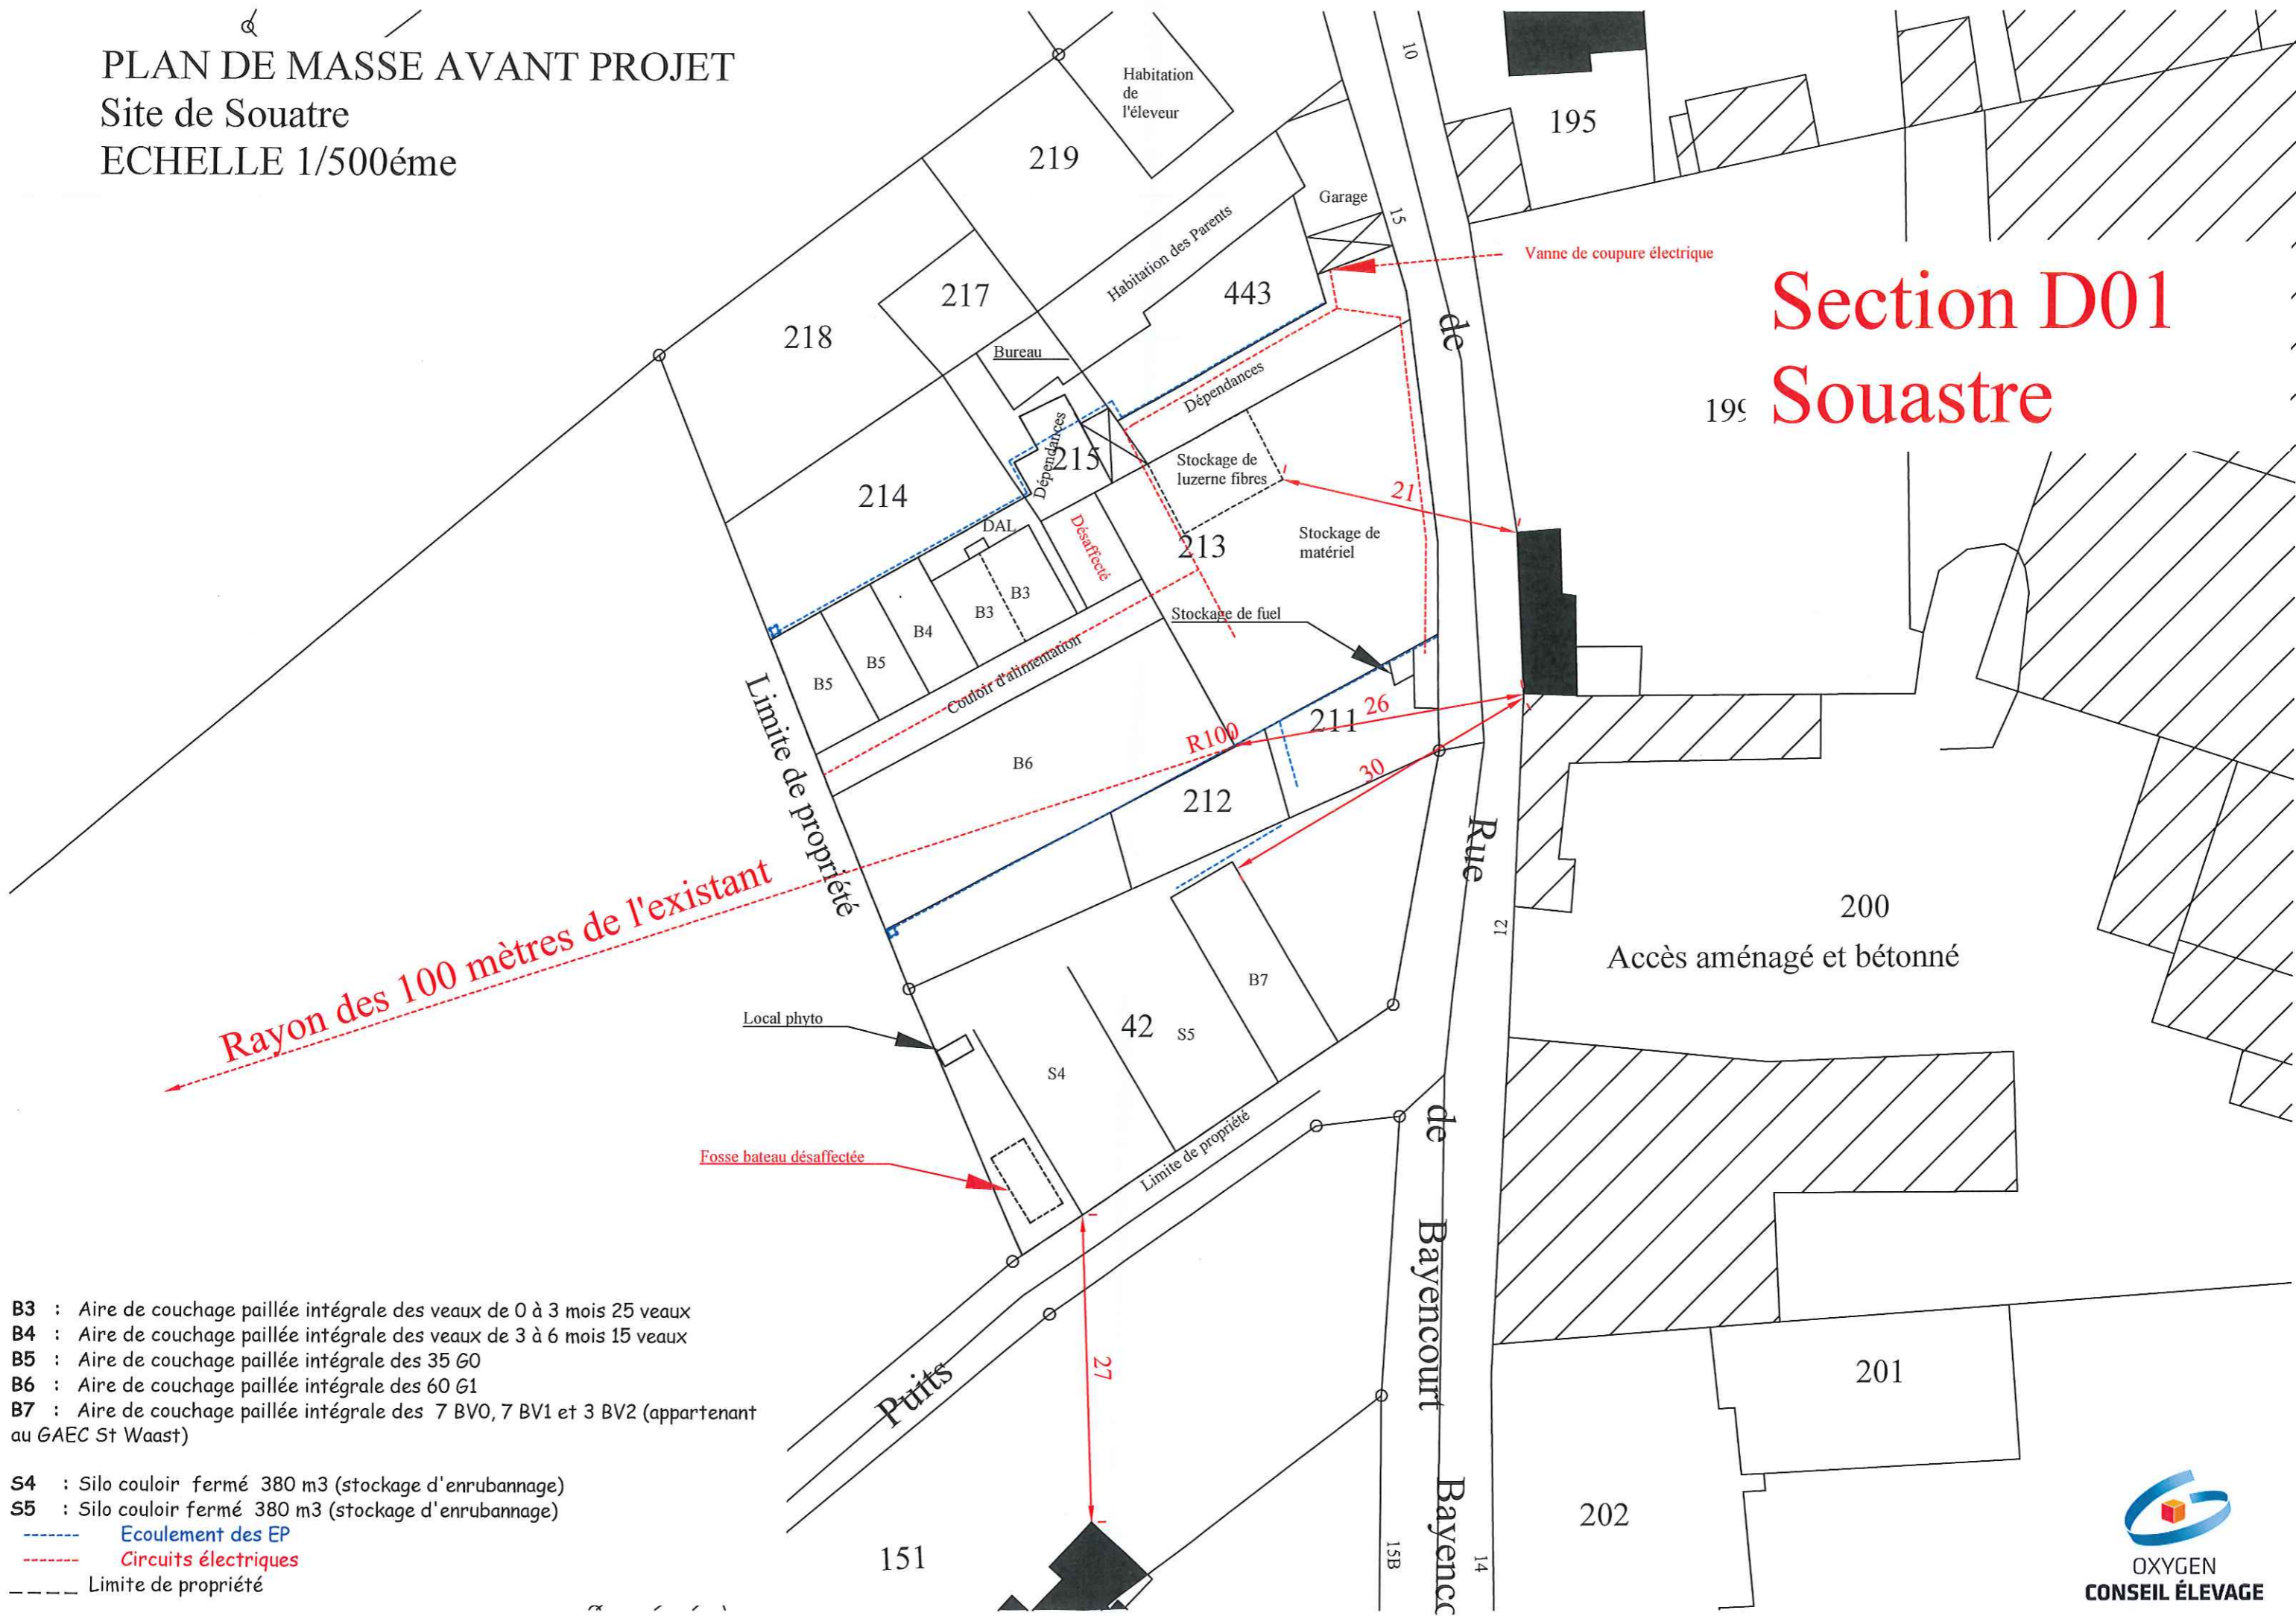 PLAN DE MASSE AVANT PROJET
Site de Souatre
ECHELLE 1/500éme
Habitation
de
l'éleveur
10
195
219
Garage
15
Habitation des Parents
Vanne de coupure électrique
Section D01
Souastre
199
217
443
218
de
Bureau
Dépendances
Dépendances
215
Stockage de
luzerne fibres
21
214
DAL
Désaffecté
213
Stockage de
matériel
B3
B3
B4
B5
B5
Stockage de fuel
Couloir d'alimentation
Limite de propriété
B6
R100
26
211
30
212
Rue
Rayon des 100 mètres de l'existant
12
200
Accès aménagé et bétonné
B7
Local phyto
42
S5
S4
de
Limite de propriété
Fosse bateau désaffectée
Bayencourt
27
Puits
201
202
151
15B
14
Bayenco
B3 : Aire de couchage paillée intégrale des veaux de 0 à 3 mois 25 veaux
B4 : Aire de couchage paillée intégrale des veaux de 3 à 6 mois 15 veaux
B5 : Aire de couchage paillée intégrale des 35 G0
B6 : Aire de couchage paillée intégrale des 60 G1
B7 : Aire de couchage paillée intégrale des 7 BV0, 7 BV1 et 3 BV2 (appartenant
au GAEC St Waast)
S4 : Silo couloir fermé 380 m3 (stockage d'enrubannage)
S5 : Silo couloir fermé 380 m3 (stockage d'enrubannage)
Ecoulement des EP
Circuits électriques
Limite de propriété
OXYGEN
CONSEIL ÉLEVAGE